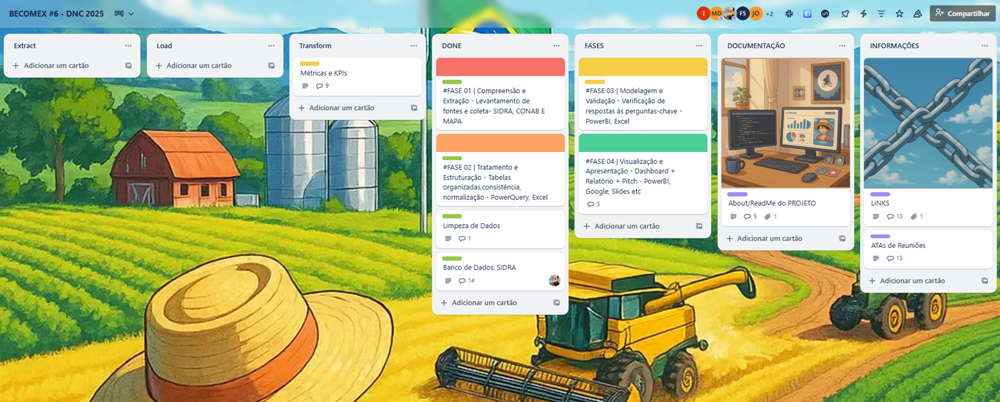 BECOMEX #6 - DNC 2025
I
MD
FS
JO
+2
Compartilhar
Extract
Adicionar um cartão
Load
Adicionar um cartão
Transform
Métricas e KPIs
9
Adicionar um cartão
DONE
#FASE 01 | Compreensão e
Extração - Levantamento de
fontes e coleta- SIDRA, CONAB E
MAPA
#FASE 02 | Tratamento e
Estruturação - Tabelas
organizadas,consistência,
normalização - PowerQuery, Excel
Limpeza de Dados
1
Banco de Dados: SIDRA
14
Adicionar um cartão
FASES
#FASE 03 | Modelagem e
Validação - Verificação de
respostas às perguntas-chave -
PowerBI, Excel
#FASE 04 | Visualização e
Apresentação - Dashboard +
Relatório + Pitch - PowerBI,
Google, Slides etc
5
Adicionar um cartão
DOCUMENTAÇÃO
About/ReadMe do PROJETO
5
1
Adicionar um cartão
INFORMAÇÕES
LINKS
10
1
ATAs de Reuniões
15
Adicionar um cartão